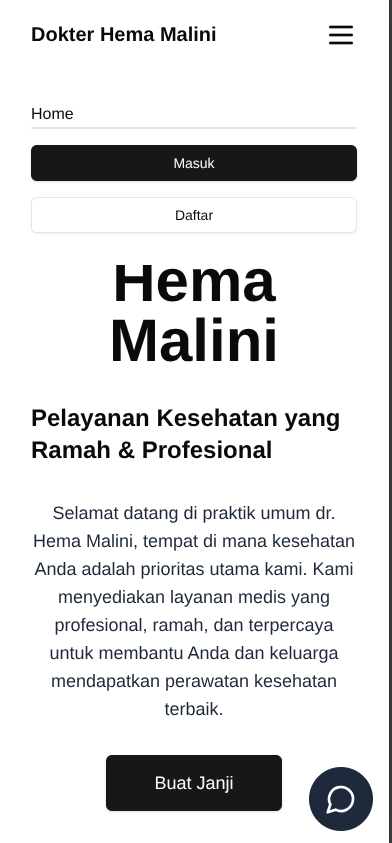 Dokter Hema Malini
Home
Masuk
Daftar
Hema
Malini
Pelayanan Kesehatan yang
Ramah & Profesional
Selamat datang di praktik umum dr.
Hema Malini, tempat di mana kesehatan
Anda adalah prioritas utama kami. Kami
menyediakan layanan medis yang
profesional, ramah, dan terpercaya
untuk membantu Anda dan keluarga
mendapatkan perawatan kesehatan
terbaik.
Buat Janji